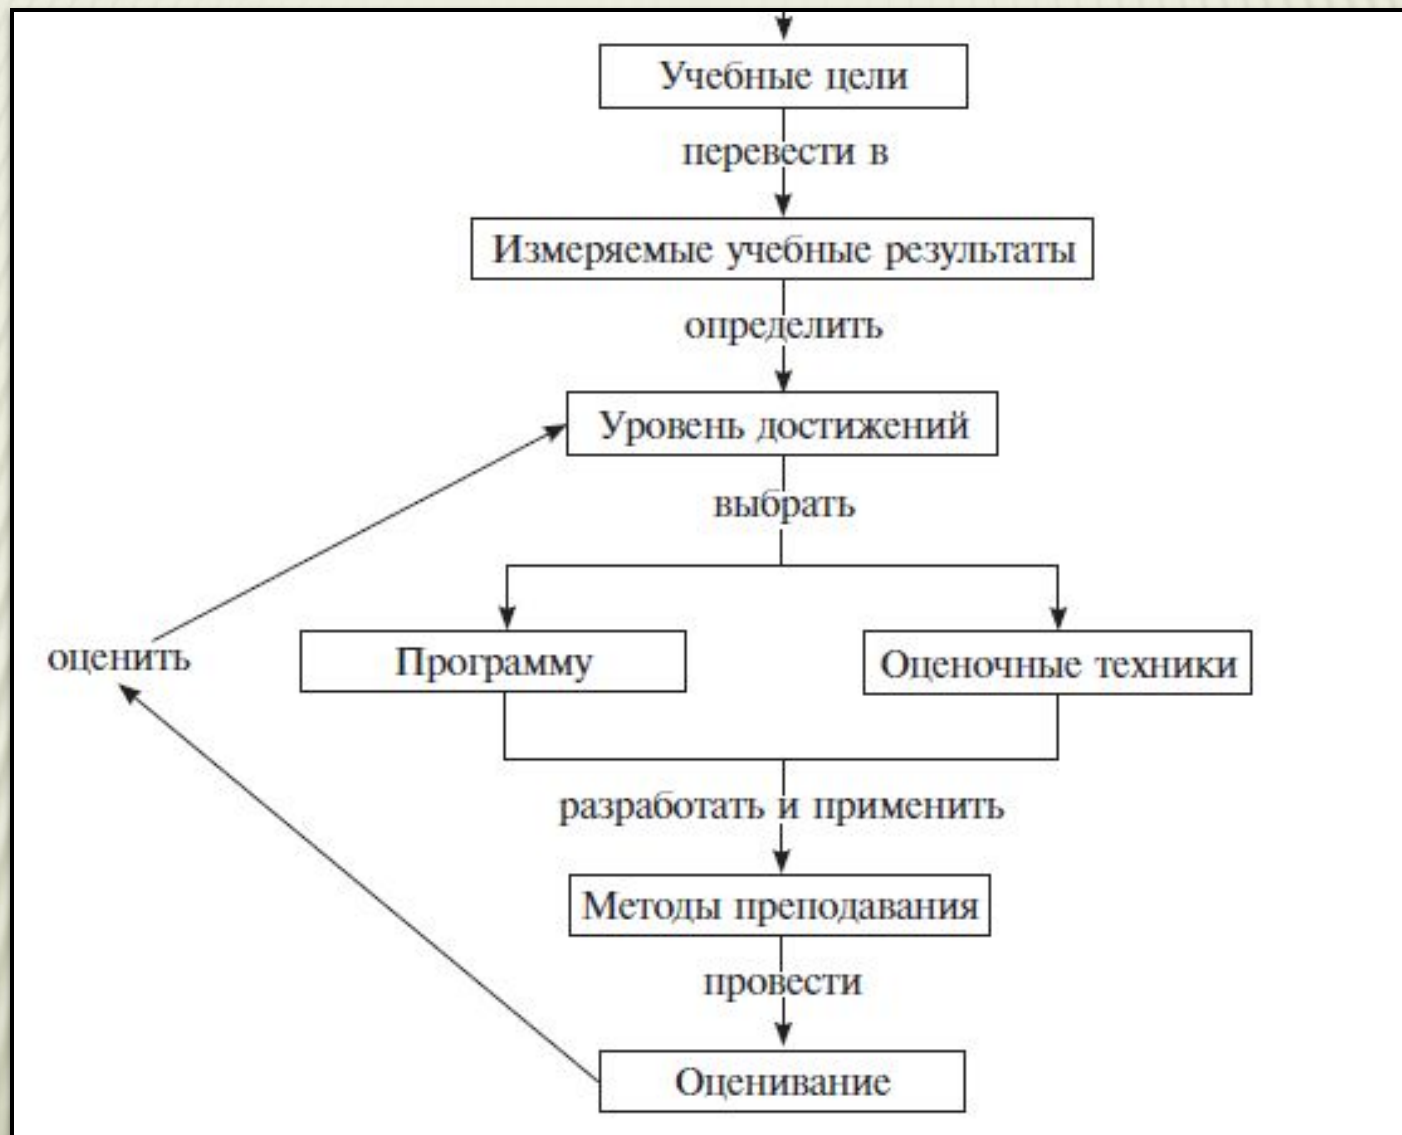 Учебные цели
перевести в
Измеряемые учебные результаты
определить
Уровень достижений
выбрать
оценить
Программу
Оценочные техники
разработать и применить
Методы преподавания
провести
Оценивание